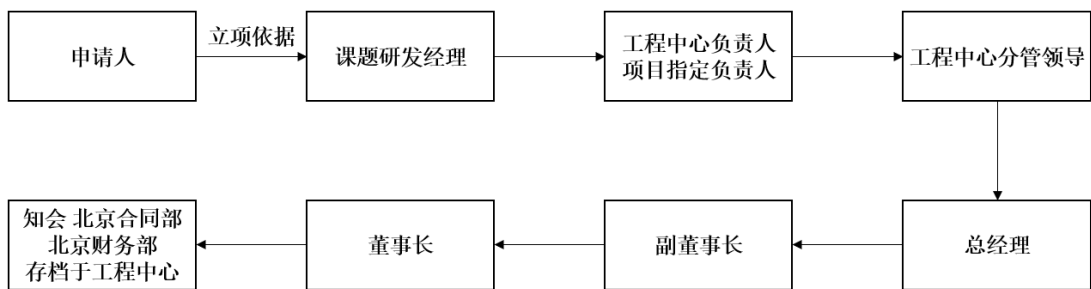 申请人
立项依据
课题研发经理
工程中心负责人
项目指定负责人
工程中心分管领导
总经理
副董事长
董事长
知会 北京合同部
北京财务部
存档于工程中心